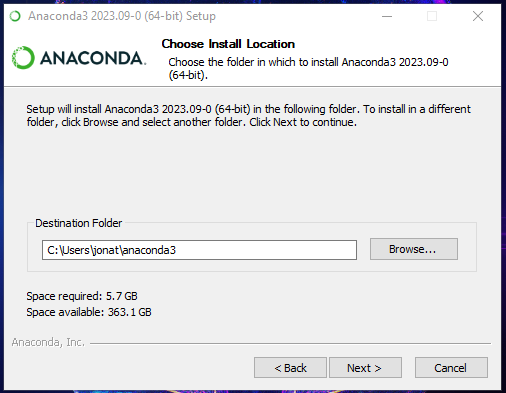 Anaconda3 2023.09-0 (64-bit) Setup
ANACONDA.
Choose Install Location
Choose the folder in which to install Anaconda3 2023.09-0
(64-bit).
Setup will install Anaconda3 2023.09-0 (64-bit) in the following folder. To install in a different
folder, click Browse and select another folder. Click Next to continue.
Destination Folder
C:\Users\jonat\anaconda3
Browse...
Space required: 5.7 GB
Space available: 363.1 GB
Anaconda, Inc.
< Back
Next >
Cancel